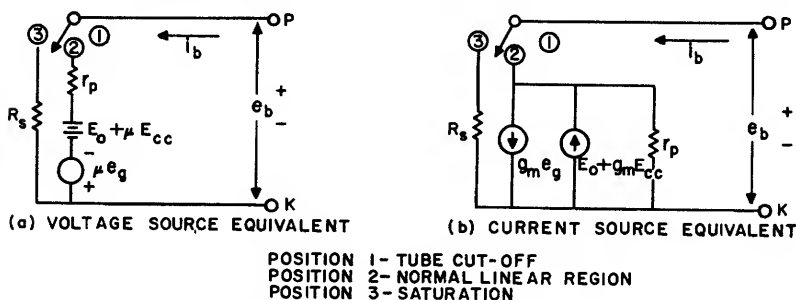 ③ ① P
②
i_b
r_p
+
R_s e_b
E_o + μ E_cc -
-
μe_g
+
K
(a) VOLTAGE SOURCE EQUIVALENT
③ ① P
②
i_b
+
R_s e_b
-
r_p
g_m e_g E_o + g_m E_cc
K
(b) CURRENT SOURCE EQUIVALENT
POSITION 1 - TUBE CUT-OFF
POSITION 2 - NORMAL LINEAR REGION
POSITION 3 - SATURATION